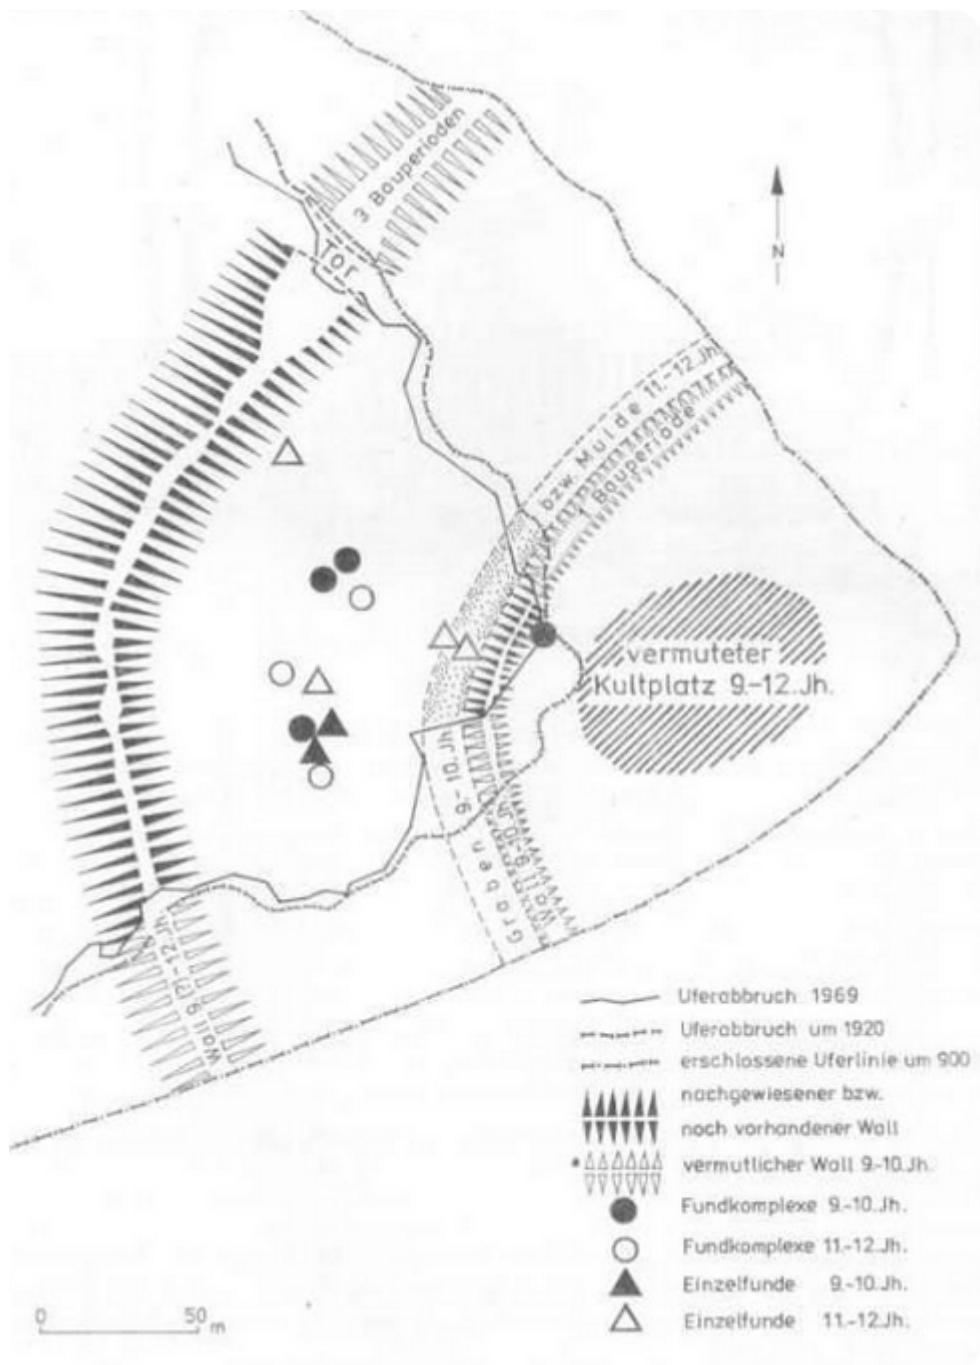 3 Bauperioden
Tor
N
bzw. Mulde 11.-12.Jh.
1. Bauperiode
vermuteter
Kultplatz 9.-12.Jh.
Graben 9.-10.Jh.
Wall 9.-10.Jh.
Wall 9.(?)-12.Jh.
Uferabbruch 1969
Uferabbruch um 1920
erschlossene Uferlinie um 900
nachgewiesener bzw.
noch vorhandener Wall
vermutlicher Wall 9.-10.Jh.
Fundkomplexe 9.-10.Jh.
Fundkomplexe 11.-12.Jh.
Einzelfunde 9.-10.Jh.
Einzelfunde 11.-12.Jh.
0 50 m